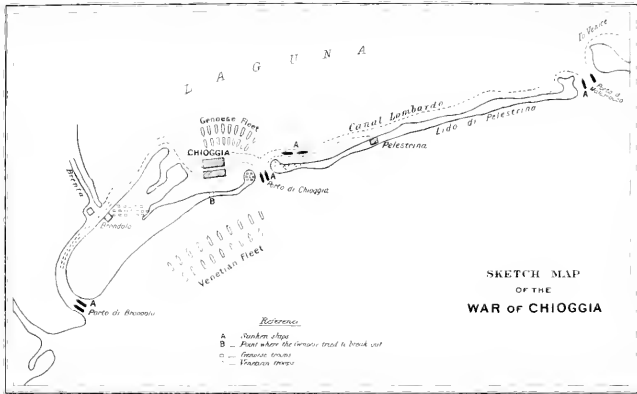 To Venice
LAGUNA
Porto di
A
Canal Lombardo
Lido di Pelestrina
Genoese Fleet
CHIOGGIA
A
Pelestrina
A
Porto di Chioggia
B
Brenta
Brondolo
Venetian Fleet
A
Porto di Brondolo
SKETCH MAP
OF THE
WAR OF CHIOGGIA
Reference
A Sunken ships
B Point where the Genoese tried to break out
Genoese troops
Venetian troops